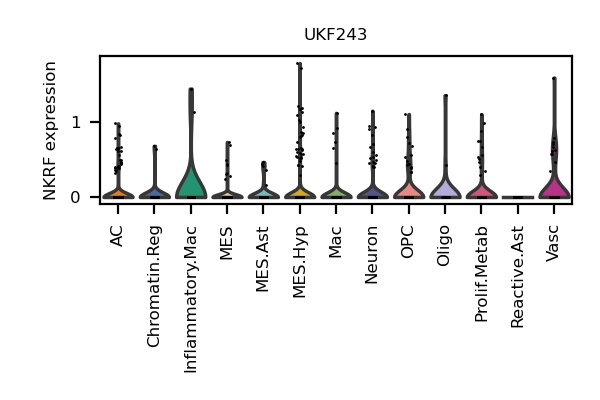 UKF243
NKRF expression
1
0
AC
Chromatin.Reg
Inflammatory.Mac
MES
MES.Ast
MES.Hyp
Mac
Neuron
OPC
Oligo
Prolif.Metab
Reactive.Ast
Vasc